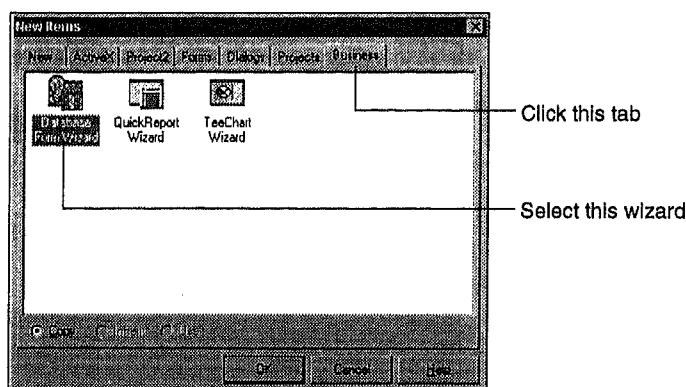 New Items
New ActiveX Project2 Forms Dialogs Projects Business
Click this tab
Database QuickReport TeeChart
Form Wizard Wizard Wizard
Select this wizard
Copy Inherit Use
OK Cancel Help